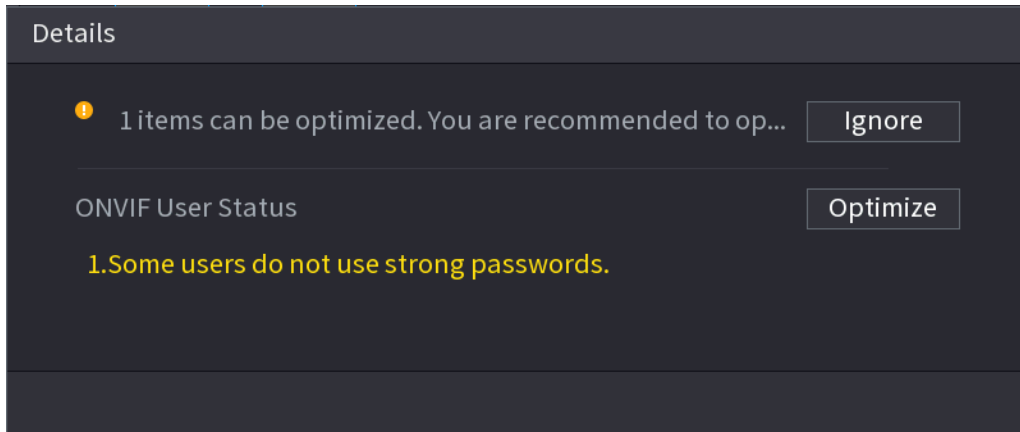 Details
1 items can be optimized. You are recommended to op...
Ignore
ONVIF User Status
Optimize
1.Some users do not use strong passwords.